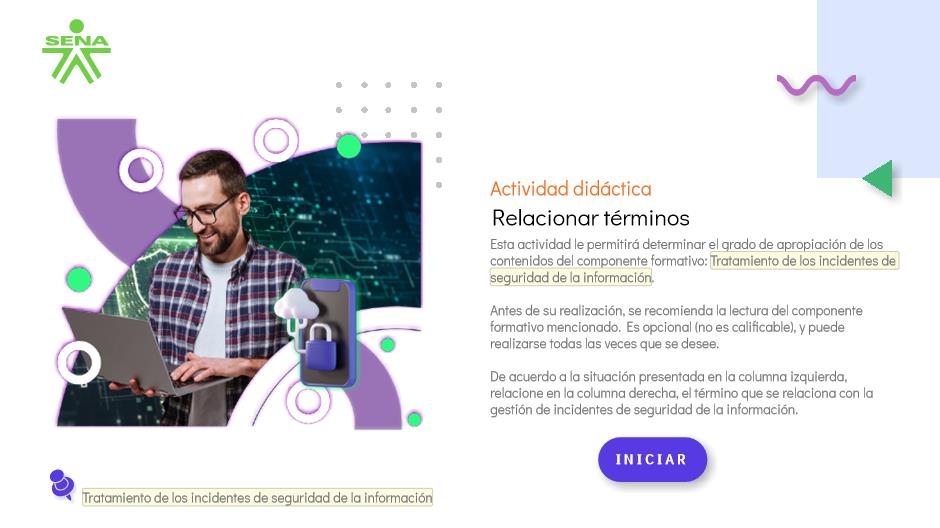 SENA
Actividad didáctica
Relacionar términos
Esta actividad le permitirá determinar el grado de apropiación de los
contenidos del componente formativo: Tratamiento de los incidentes de
seguridad de la información.
Antes de su realización, se recomienda la lectura del componente
formativo mencionado. Es opcional (no es calificable), y puede
realizarse todas las veces que se desee.
De acuerdo a la situación presentada en la columna izquierda,
relacione en la columna derecha, el término que se relaciona con la
gestión de incidentes de seguridad de la información.
INICIAR
Tratamiento de los incidentes de seguridad de la información